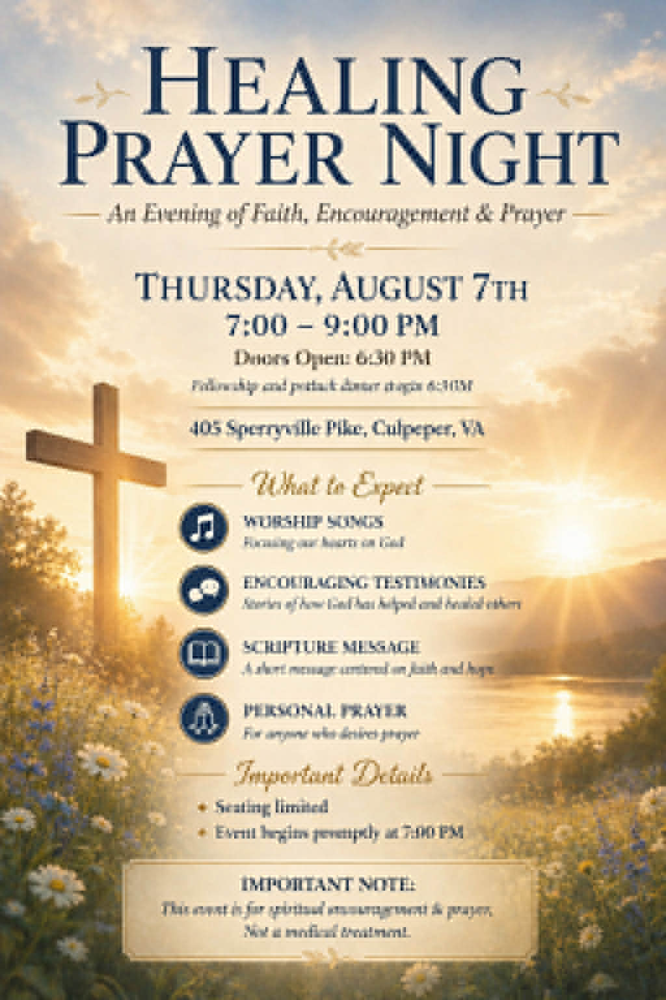 HEALING
PRAYER NIGHT
An Evening of Faith, Encouragement & Prayer
THURSDAY, AUGUST 7TH
7:00 – 9:00 PM
Doors Open: 6:30 PM
Fellowship and potluck dinner
405 Sperryville Pike, Culpeper, VA
What to Expect
WORSHIP SONGS
Focusing our hearts on God
ENCOURAGING TESTIMONIES
Stories of how God has helped and healed others
SCRIPTURE MESSAGE
A short message centered on faith and hope
PERSONAL PRAYER
For anyone who desires prayer
Important Details
• Seating limited
• Event begins promptly at 7:00 PM
IMPORTANT NOTE:
This event is for spiritual encouragement & prayer,
Not a medical treatment.